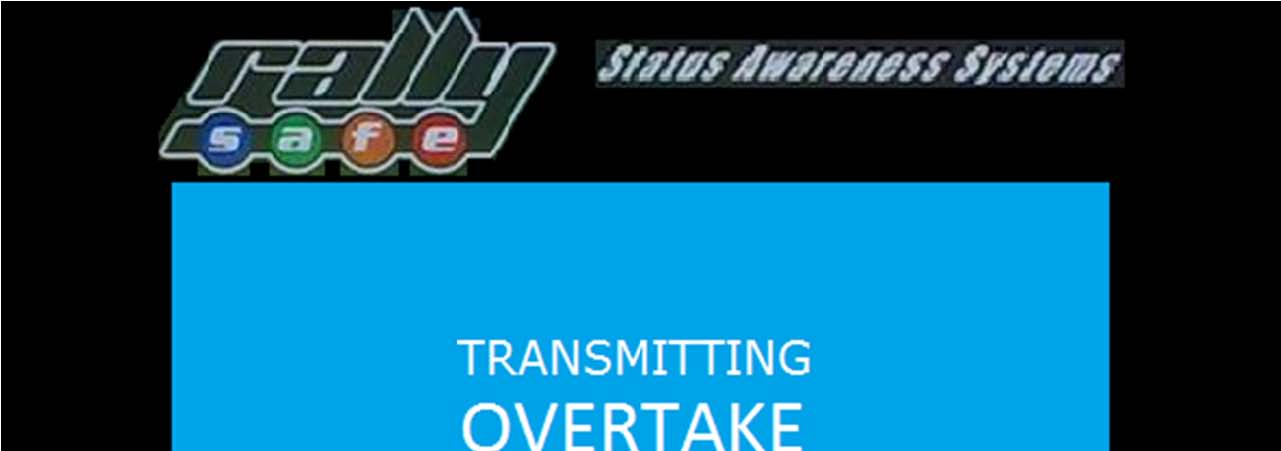 rally
safe
Status Awareness Systems
TRANSMITTING
OVERTAKE